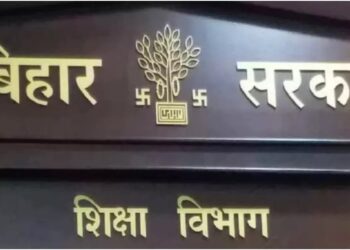 बिहार सरक
शिक्षा विभाग